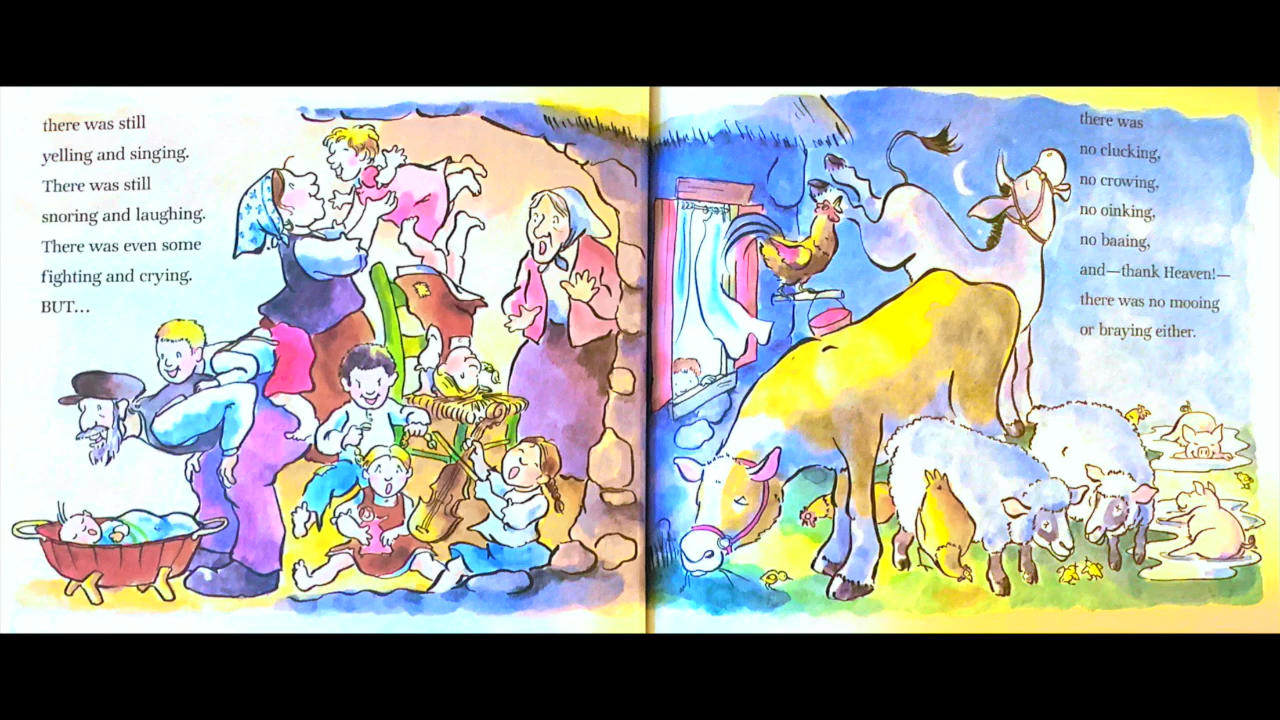 there was still
yelling and singing.
There was still
snoring and laughing.
There was even some
fighting and crying.
BUT...
there was
no clucking,
no crowing,
no oinking,
no baaing,
and—thank Heaven!—
there was no mooing
or braying either.